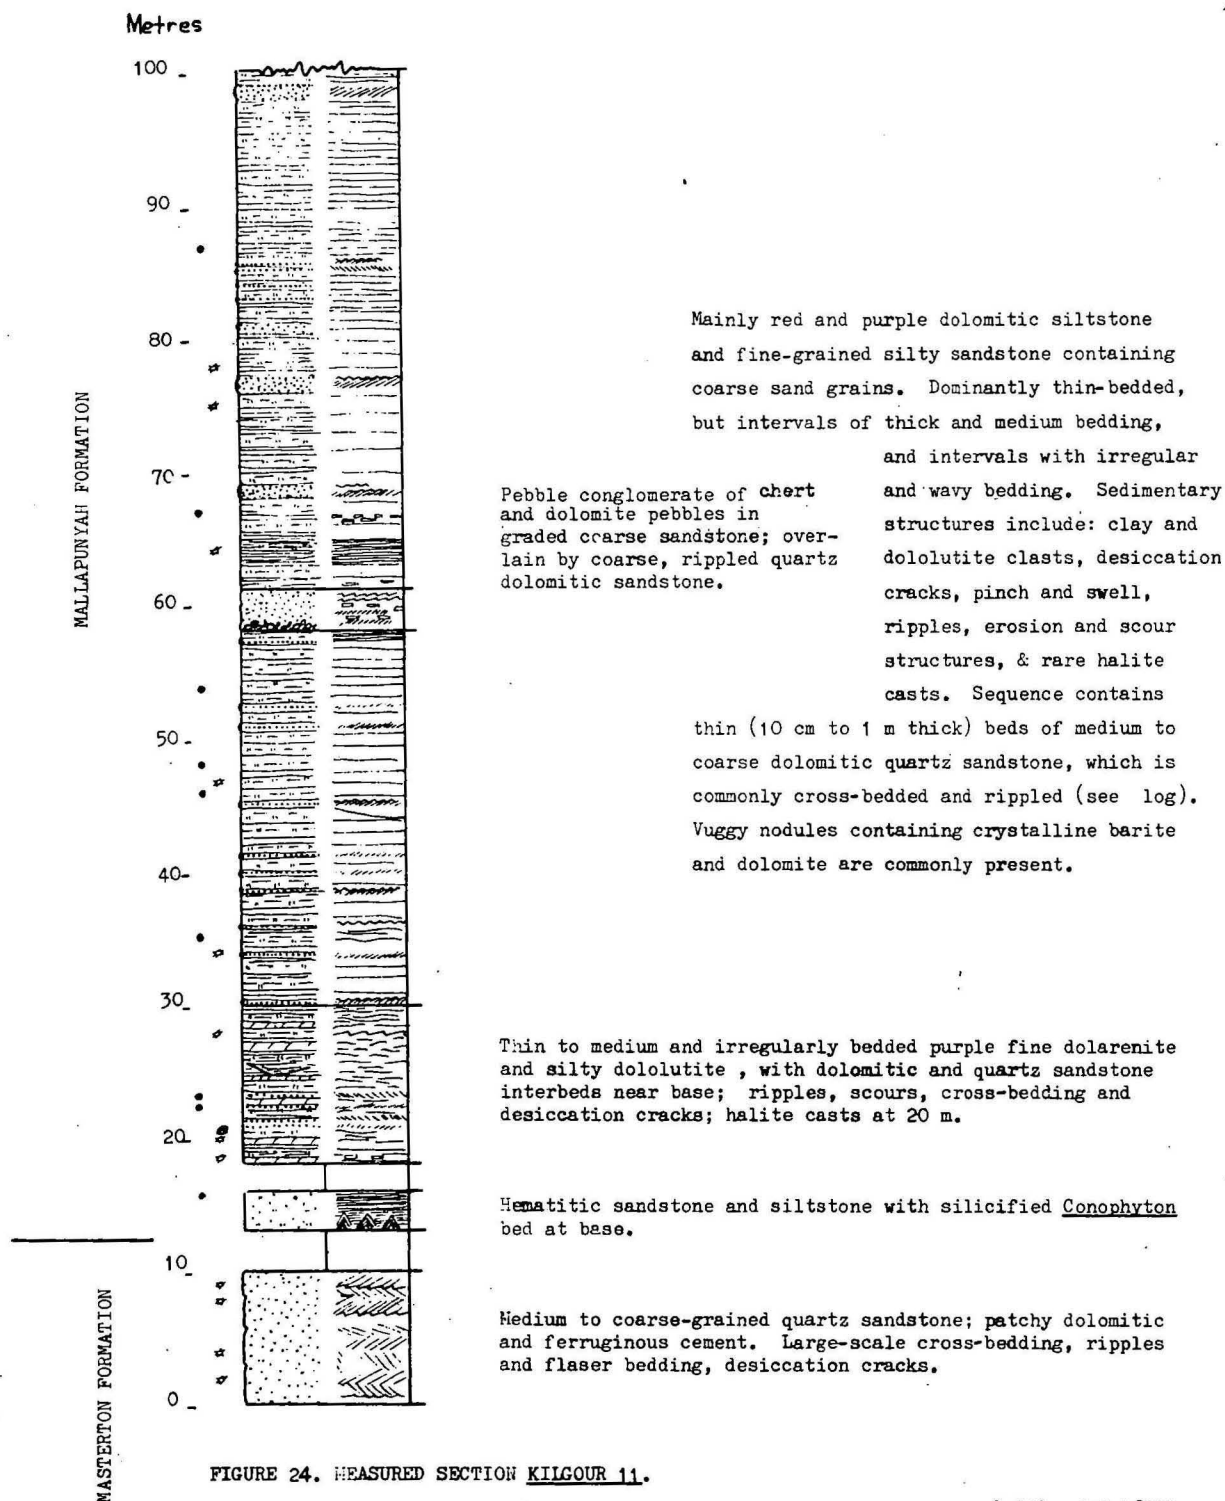 Metres
100
90
80
70
60
50
40
30
20
10
0
MALLAPUNYAH FORMATION
MASTERTON FORMATION
Mainly red and purple dolomitic siltstone
and fine-grained silty sandstone containing
coarse sand grains. Dominantly thin-bedded,
but intervals of thick and medium bedding,
and intervals with irregular
and wavy bedding. Sedimentary
structures include: clay and
dololutite clasts, desiccation
cracks, pinch and swell,
ripples, erosion and scour
structures, & rare halite
casts. Sequence contains
thin (10 cm to 1 m thick) beds of medium to
coarse dolomitic quartz sandstone, which is
commonly cross-bedded and rippled (see log).
Vuggy nodules containing crystalline barite
and dolomite are commonly present.
Pebble conglomerate of chert
and dolomite pebbles in
graded coarse sandstone; over-
lain by coarse, rippled quartz
dolomitic sandstone.
Thin to medium and irregularly bedded purple fine dolarenite
and silty dololutite , with dolomitic and quartz sandstone
interbeds near base; ripples, scours, cross-bedding and
desiccation cracks; halite casts at 20 m.
Hematitic sandstone and siltstone with silicified Conophyton
bed at base.
Medium to coarse-grained quartz sandstone; patchy dolomitic
and ferruginous cement. Large-scale cross-bedding, ripples
and flaser bedding, desiccation cracks.
FIGURE 24. MEASURED SECTION KILGOUR 11.